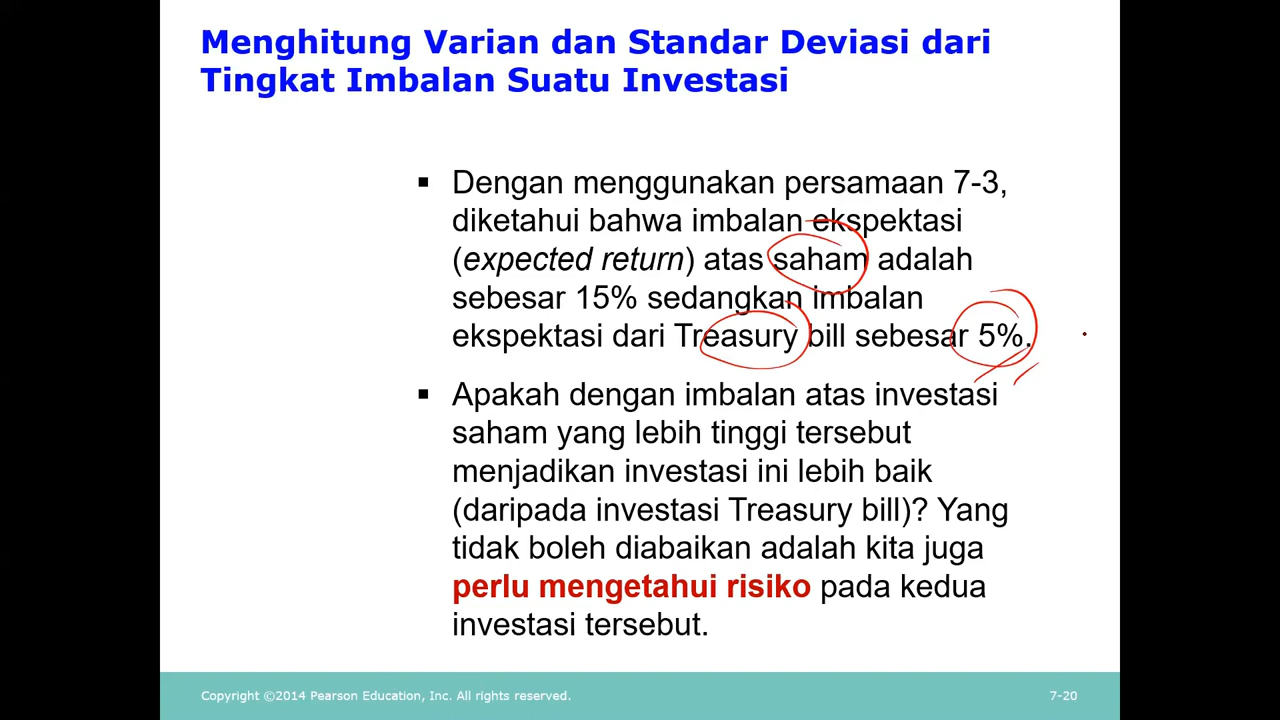 Menghitung Varian dan Standar Deviasi dari
Tingkat Imbalan Suatu Investasi
▪ Dengan menggunakan persamaan 7-3,
diketahui bahwa imbalan ekspektasi
(expected return) atas saham adalah
sebesar 15% sedangkan imbalan
ekspektasi dari Treasury bill sebesar 5%.
▪ Apakah dengan imbalan atas investasi
saham yang lebih tinggi tersebut
menjadikan investasi ini lebih baik
(daripada investasi Treasury bill)? Yang
tidak boleh diabaikan adalah kita juga
perlu mengetahui risiko pada kedua
investasi tersebut.
Copyright ©2014 Pearson Education, Inc. All rights reserved.
7-20